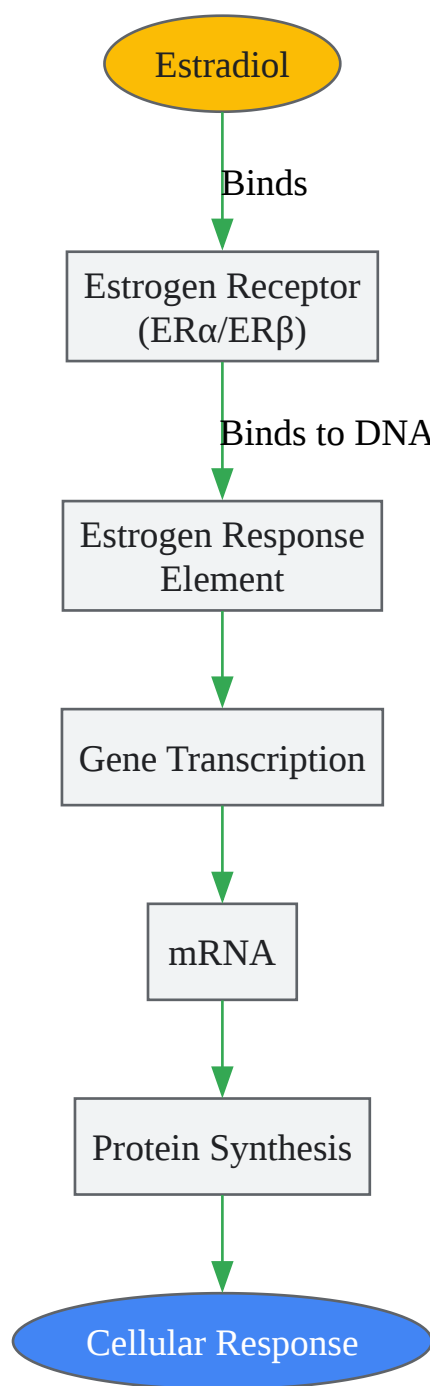 Estradiol
Binds
Estrogen Receptor
(ERα/ERβ)
Binds to DNA
Estrogen Response
Element
Gene Transcription
mRNA
Protein Synthesis
Cellular Response